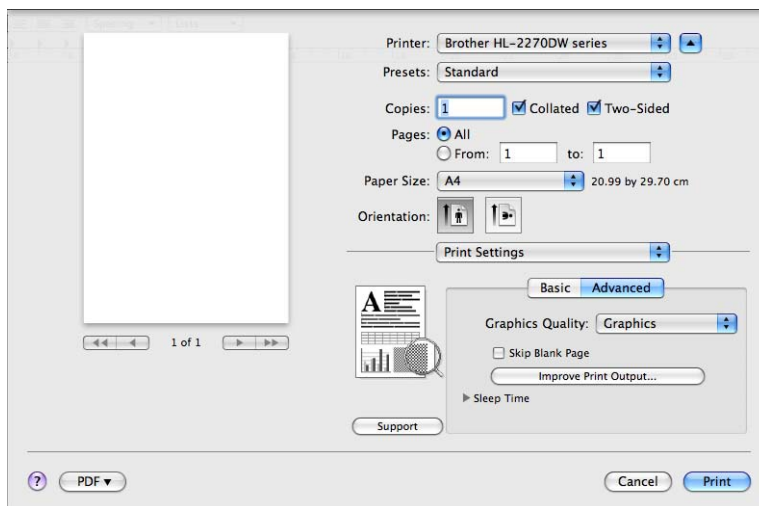 Spacing Lists
Printer: Brother HL-2270DW series
Presets: Standard
Copies: 1 Collated Two-Sided
Pages: All
From: 1 to: 1
Paper Size: A4 20.99 by 29.70 cm
Orientation:
Print Settings
Basic Advanced
Graphics Quality: Graphics
Skip Blank Page
Improve Print Output...
Sleep Time
1 of 1
A
Support
? PDF ▼ Cancel Print